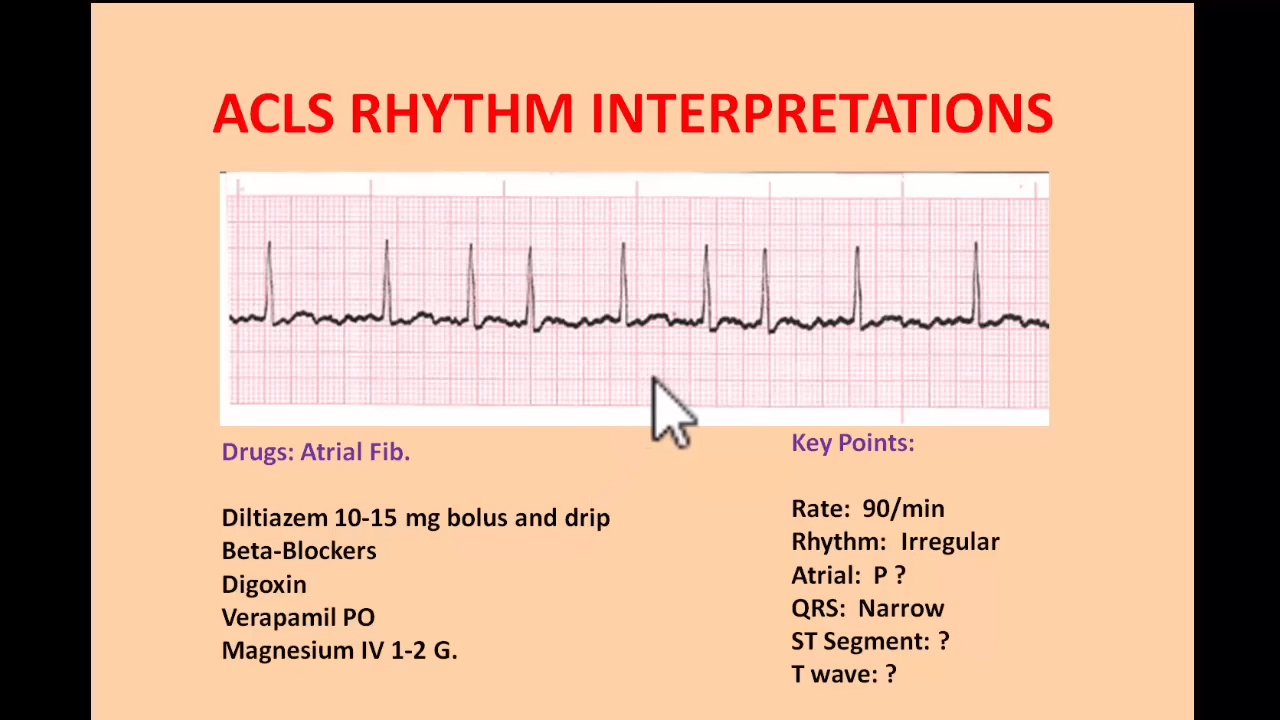 ACLS RHYTHM INTERPRETATIONS
Drugs: Atrial Fib.
Diltiazem 10-15 mg bolus and drip
Beta-Blockers
Digoxin
Verapamil PO
Magnesium IV 1-2 G.
Key Points:
Rate: 90/min
Rhythm: Irregular
Atrial: P ?
QRS: Narrow
ST Segment: ?
T wave: ?